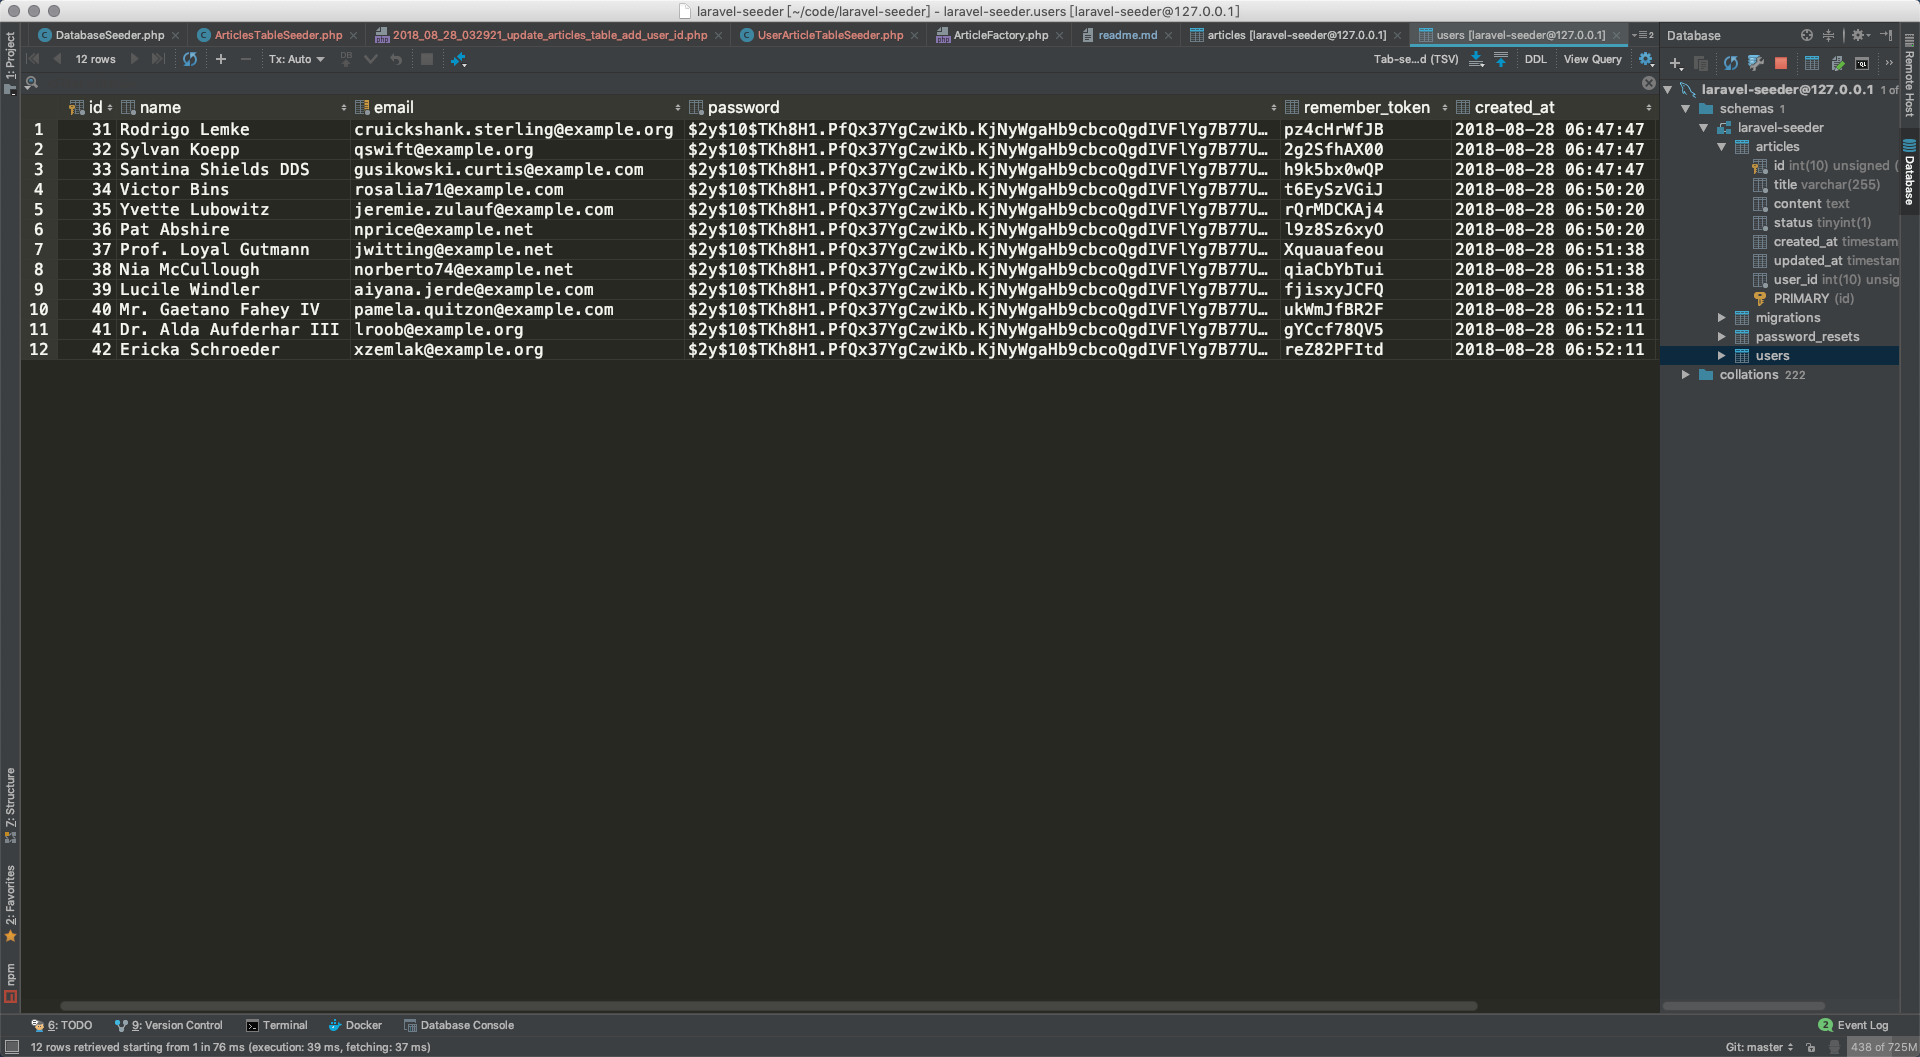 laravel-seeder [~/code/laravel-seeder] - laravel-seeder.users [laravel-seeder@127.0.0.1]
DatabaseSeeder.php ArticlesTableSeeder.php 2018_08_28_032921_update_articles_table_add_user_id.php UserArticleTableSeeder.php ArticleFactory.php readme.md articles [laravel-seeder@127.0.0.1] users [laravel-seeder@127.0.0.1] 2
12 rows Tx: Auto DB Tab-se...d (TSV) DDL View Query
id name email password remember_token created_at
1 31 Rodrigo Lemke cruickshank.sterling@example.org $2y$10$TKh8H1.PfQx37YgCzwiKb.KjNyWgaHb9cbcoQgdIVFlYg7B77U… pz4cHrWfJB 2018-08-28 06:47:47
2 32 Sylvan Koepp qswift@example.org $2y$10$TKh8H1.PfQx37YgCzwiKb.KjNyWgaHb9cbcoQgdIVFlYg7B77U… 2g2SfhAX00 2018-08-28 06:47:47
3 33 Santina Shields DDS gusikowski.curtis@example.com $2y$10$TKh8H1.PfQx37YgCzwiKb.KjNyWgaHb9cbcoQgdIVFlYg7B77U… h9k5bx0wQP 2018-08-28 06:47:47
4 34 Victor Bins rosalia71@example.com $2y$10$TKh8H1.PfQx37YgCzwiKb.KjNyWgaHb9cbcoQgdIVFlYg7B77U… t6EySzVGiJ 2018-08-28 06:50:20
5 35 Yvette Lubowitz jeremie.zulauf@example.com $2y$10$TKh8H1.PfQx37YgCzwiKb.KjNyWgaHb9cbcoQgdIVFlYg7B77U… rQrMDCKAj4 2018-08-28 06:50:20
6 36 Pat Abshire nprice@example.net $2y$10$TKh8H1.PfQx37YgCzwiKb.KjNyWgaHb9cbcoQgdIVFlYg7B77U… l9z8Sz6xyO 2018-08-28 06:50:20
7 37 Prof. Loyal Gutmann jwitting@example.net $2y$10$TKh8H1.PfQx37YgCzwiKb.KjNyWgaHb9cbcoQgdIVFlYg7B77U… Xquauafeou 2018-08-28 06:51:38
8 38 Nia McCullough norberto74@example.net $2y$10$TKh8H1.PfQx37YgCzwiKb.KjNyWgaHb9cbcoQgdIVFlYg7B77U… qiaCbYbTui 2018-08-28 06:51:38
9 39 Lucile Windler aiyana.jerde@example.com $2y$10$TKh8H1.PfQx37YgCzwiKb.KjNyWgaHb9cbcoQgdIVFlYg7B77U… fjisxyJCFQ 2018-08-28 06:51:38
10 40 Mr. Gaetano Fahey IV pamela.quitzon@example.com $2y$10$TKh8H1.PfQx37YgCzwiKb.KjNyWgaHb9cbcoQgdIVFlYg7B77U… ukWmJfBR2F 2018-08-28 06:52:11
11 41 Dr. Alda Aufderhar III lroob@example.org $2y$10$TKh8H1.PfQx37YgCzwiKb.KjNyWgaHb9cbcoQgdIVFlYg7B77U… gYCcf78QV5 2018-08-28 06:52:11
12 42 Ericka Schroeder xzemlak@example.org $2y$10$TKh8H1.PfQx37YgCzwiKb.KjNyWgaHb9cbcoQgdIVFlYg7B77U… reZ82PFItd 2018-08-28 06:52:11
Database
laravel-seeder@127.0.0.1 1 of
schemas 1
laravel-seeder
articles
id int(10) unsigned (
title varchar(255)
content text
status tinyint(1)
created_at timestam
updated_at timestam
user_id int(10) unsig
PRIMARY (id)
migrations
password_resets
users
collations 222
1: Project
7: Structure
2: Favorites
npm
Remote Host
Database
6: TODO 9: Version Control Terminal Docker Database Console 2 Event Log
12 rows retrieved starting from 1 in 76 ms (execution: 39 ms, fetching: 37 ms) Git: master 438 of 725M